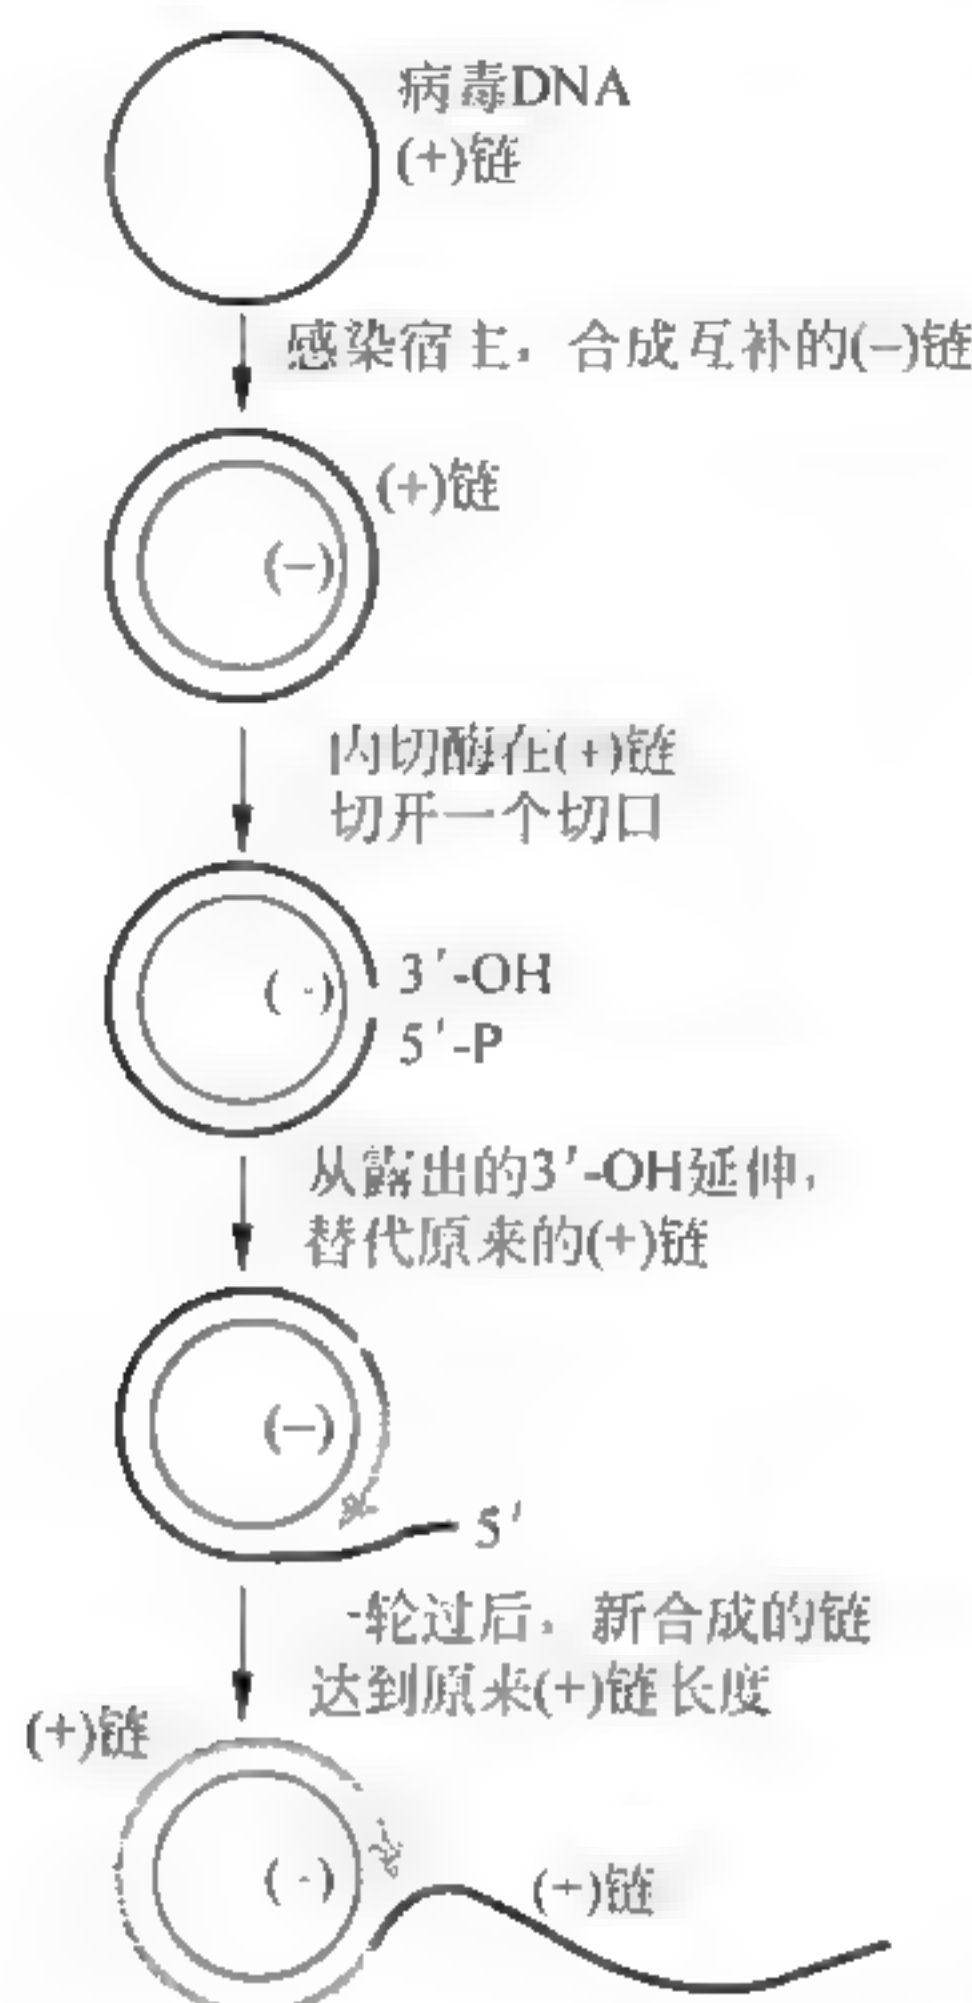 病毒DNA
(+)链
感染宿主，合成互补的(−)链
(+)链
(−)
内切酶在(+)链
切开一个切口
(-)
3′-OH
5′-P
从露出的3′-OH延伸，
替代原来的(+)链
(−)
5′
一轮过后，新合成的链
达到原来(+)链长度
(+)链
(-)
(+)链